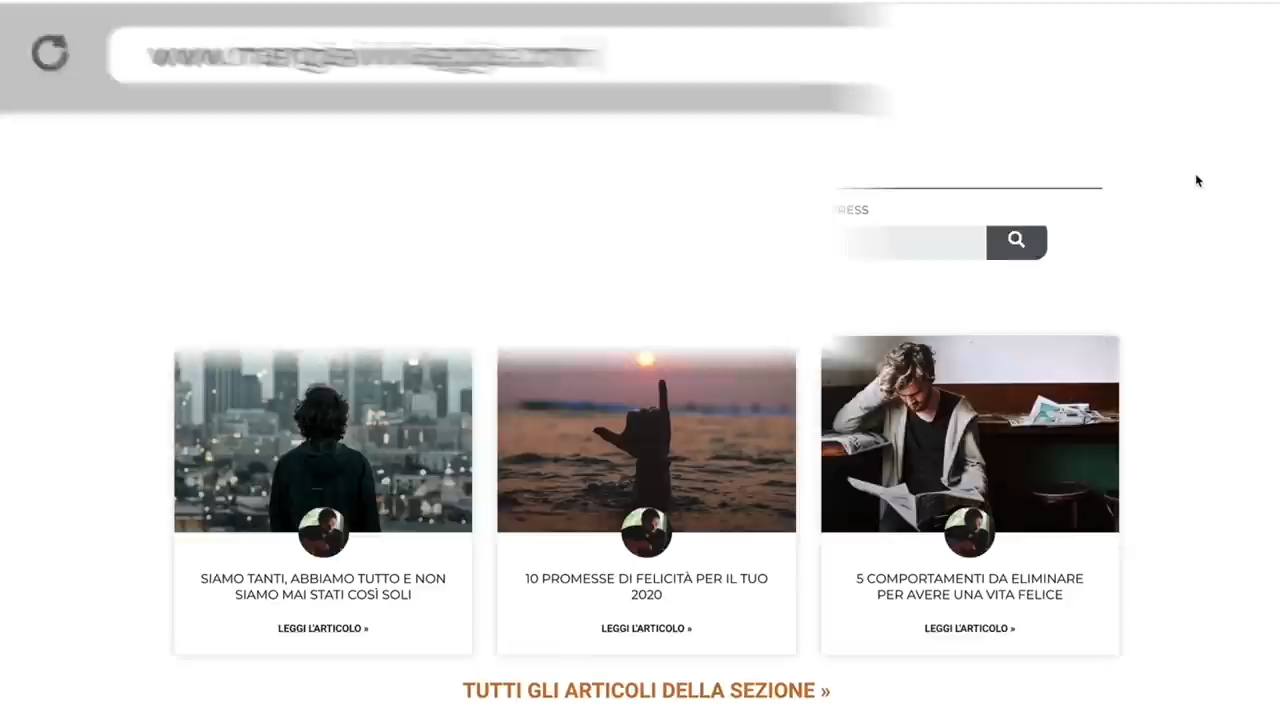 SIAMO TANTI, ABBIAMO TUTTO E NON
SIAMO MAI STATI COSÌ SOLI
LEGGI L'ARTICOLO »
10 PROMESSE DI FELICITÀ PER IL TUO
2020
LEGGI L'ARTICOLO »
5 COMPORTAMENTI DA ELIMINARE
PER AVERE UNA VITA FELICE
LEGGI L'ARTICOLO »
TUTTI GLI ARTICOLI DELLA SEZIONE »